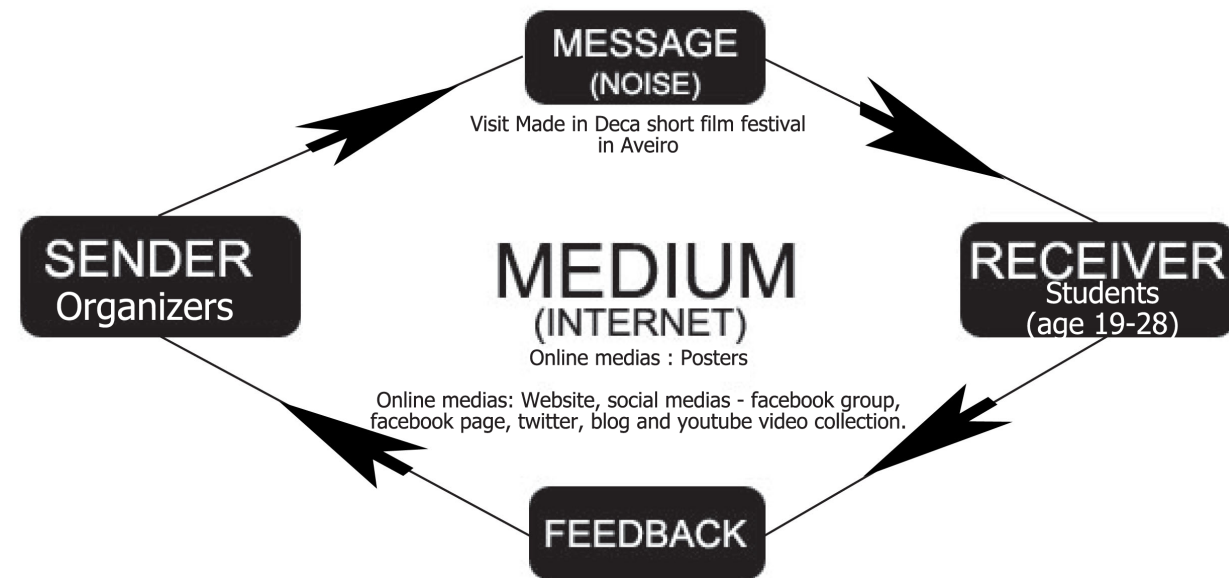 MESSAGE
(NOISE)
Visit Made in Deca short film festival
in Aveiro
SENDER
Organizers
MEDIUM
(INTERNET)
Online medias : Posters
Online medias: Website, social medias - facebook group,
facebook page, twitter, blog and youtube video collection.
RECEIVER
Students
(age 19-28)
FEEDBACK